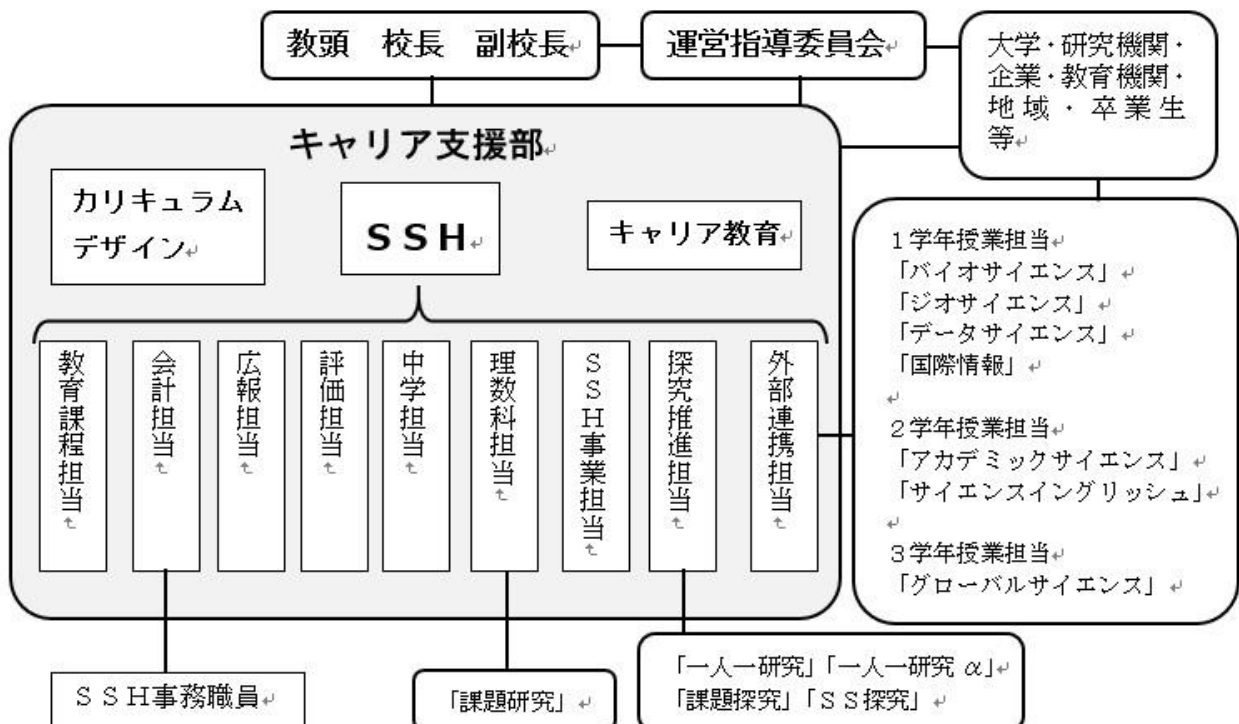 教頭 校長 副校長
運営指導委員会
大学・研究機関・
企業・教育機関・
地域・卒業生
等
キャリア支援部
カリキュラム
デザイン
ＳＳＨ
キャリア教育
教育課程担当
会計担当
広報担当
評価担当
中学担当
理数科担当
ＳＳＨ事業担当
探究推進担当
外部連携担当
１学年授業担当
「バイオサイエンス」
「ジオサイエンス」
「データサイエンス」
「国際情報」
２学年授業担当
「アカデミックサイエンス」
「サイエンスイングリッシュ」
３学年授業担当
「グローバルサイエンス」
ＳＳＨ事務職員
「課題研究」
「一人一研究」「一人一研究 α」
「課題探究」「ＳＳ探究」